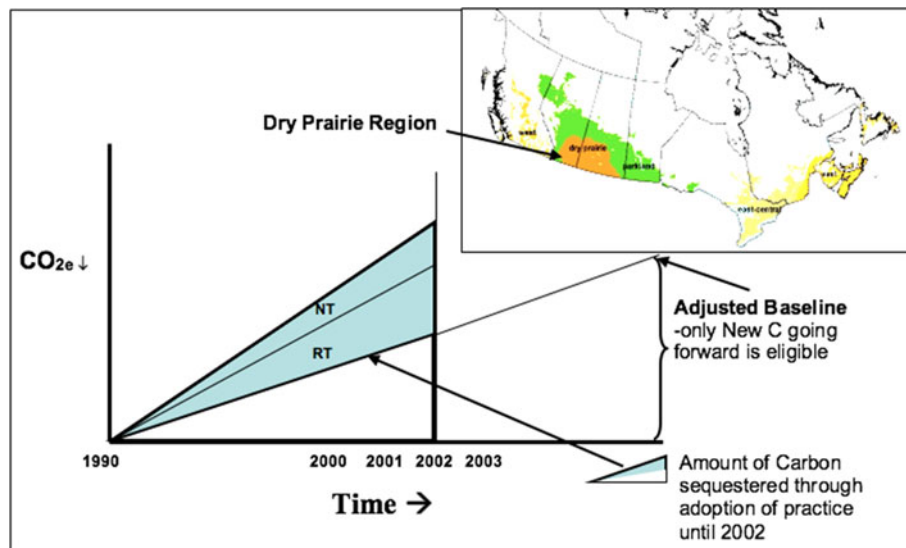 Dry Prairie Region
west
dry prairie
parkland
east-central
east
CO2e ↓
NT
RT
Adjusted Baseline
-only New C going
forward is eligible
1990
2000 2001 2002 2003
Time →
Amount of Carbon
sequestered through
adoption of practice
until 2002